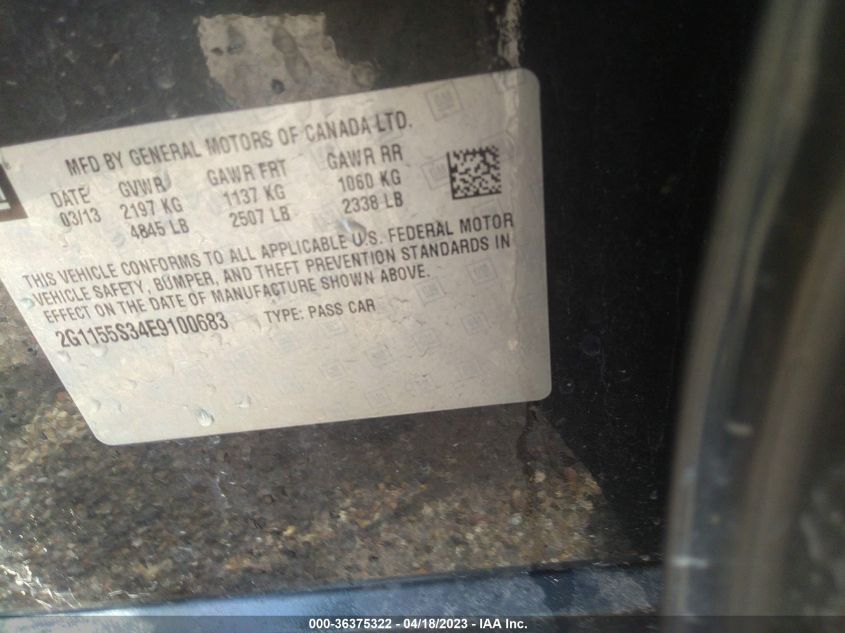 MFD BY GENERAL MOTORS OF CANADA LTD.
DATE GVWR GAWR FRT GAWR RR
03/13 2197 KG 1137 KG 1060 KG
4845 LB 2507 LB 2338 LB
THIS VEHICLE CONFORMS TO ALL APPLICABLE U.S. FEDERAL MOTOR
VEHICLE SAFETY, BUMPER, AND THEFT PREVENTION STANDARDS IN
EFFECT ON THE DATE OF MANUFACTURE SHOWN ABOVE.
2G1155S34E9100683 TYPE: PASS CAR
000-36375322 - 04/18/2023 - IAA Inc.